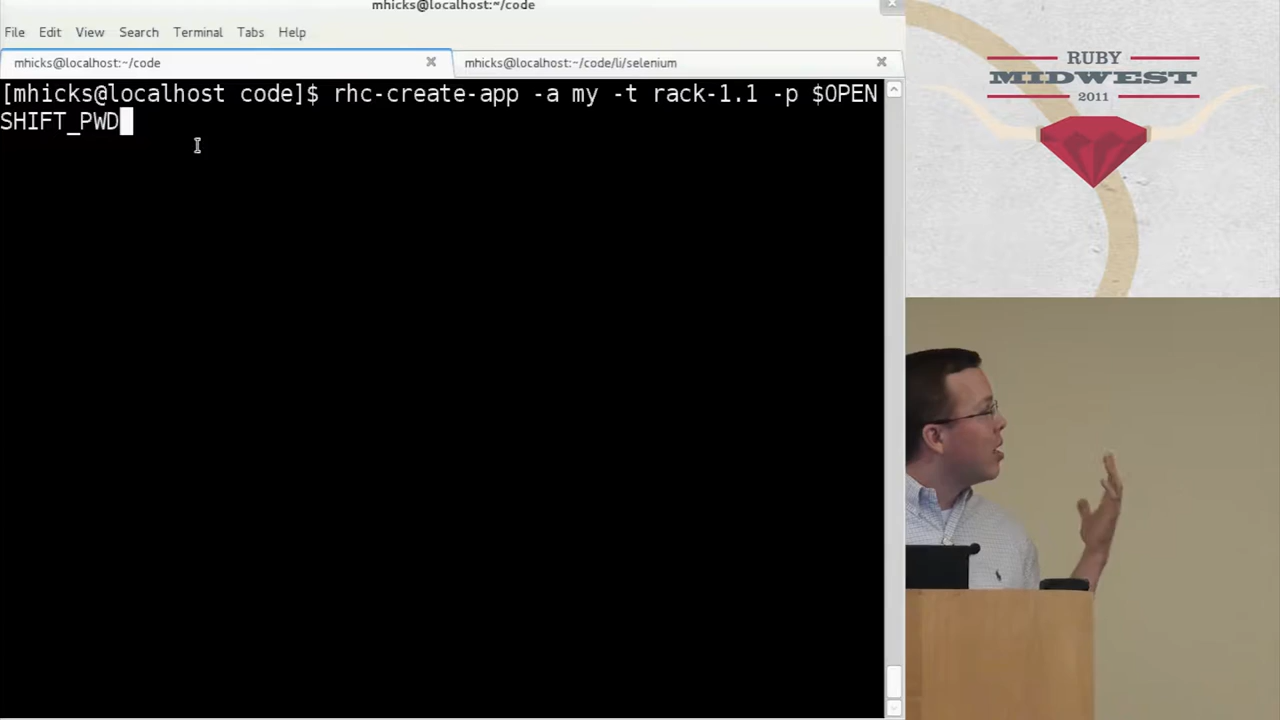 mhicks@localhost:~/code
File Edit View Search Terminal Tabs Help
mhicks@localhost:~/code
mhicks@localhost:~/code/li/selenium
[mhicks@localhost code]$ rhc-create-app -a my -t rack-1.1 -p $OPEN
SHIFT_PWD
RUBY
MIDWEST
2011